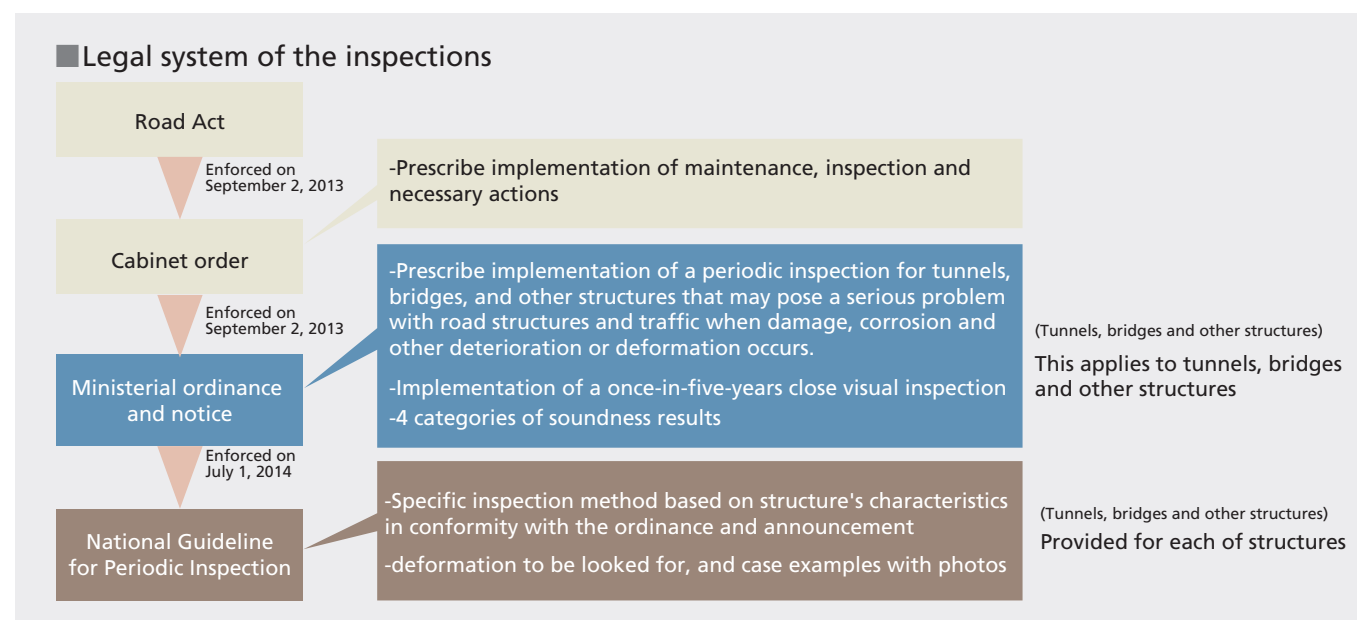 ■Legal system of the inspections
Road Act
Enforced on
September 2, 2013
-Prescribe implementation of maintenance, inspection and
necessary actions
Cabinet order
Enforced on
September 2, 2013
-Prescribe implementation of a periodic inspection for tunnels,
bridges, and other structures that may pose a serious problem
with road structures and traffic when damage, corrosion and
other deterioration or deformation occurs.
-Implementation of a once-in-five-years close visual inspection
-4 categories of soundness results
(Tunnels, bridges and other structures)
This applies to tunnels, bridges
and other structures
Ministerial ordinance
and notice
Enforced on
July 1, 2014
-Specific inspection method based on structure's characteristics
in conformity with the ordinance and announcement
-deformation to be looked for, and case examples with photos
(Tunnels, bridges and other structures)
Provided for each of structures
National Guideline
for Periodic Inspection